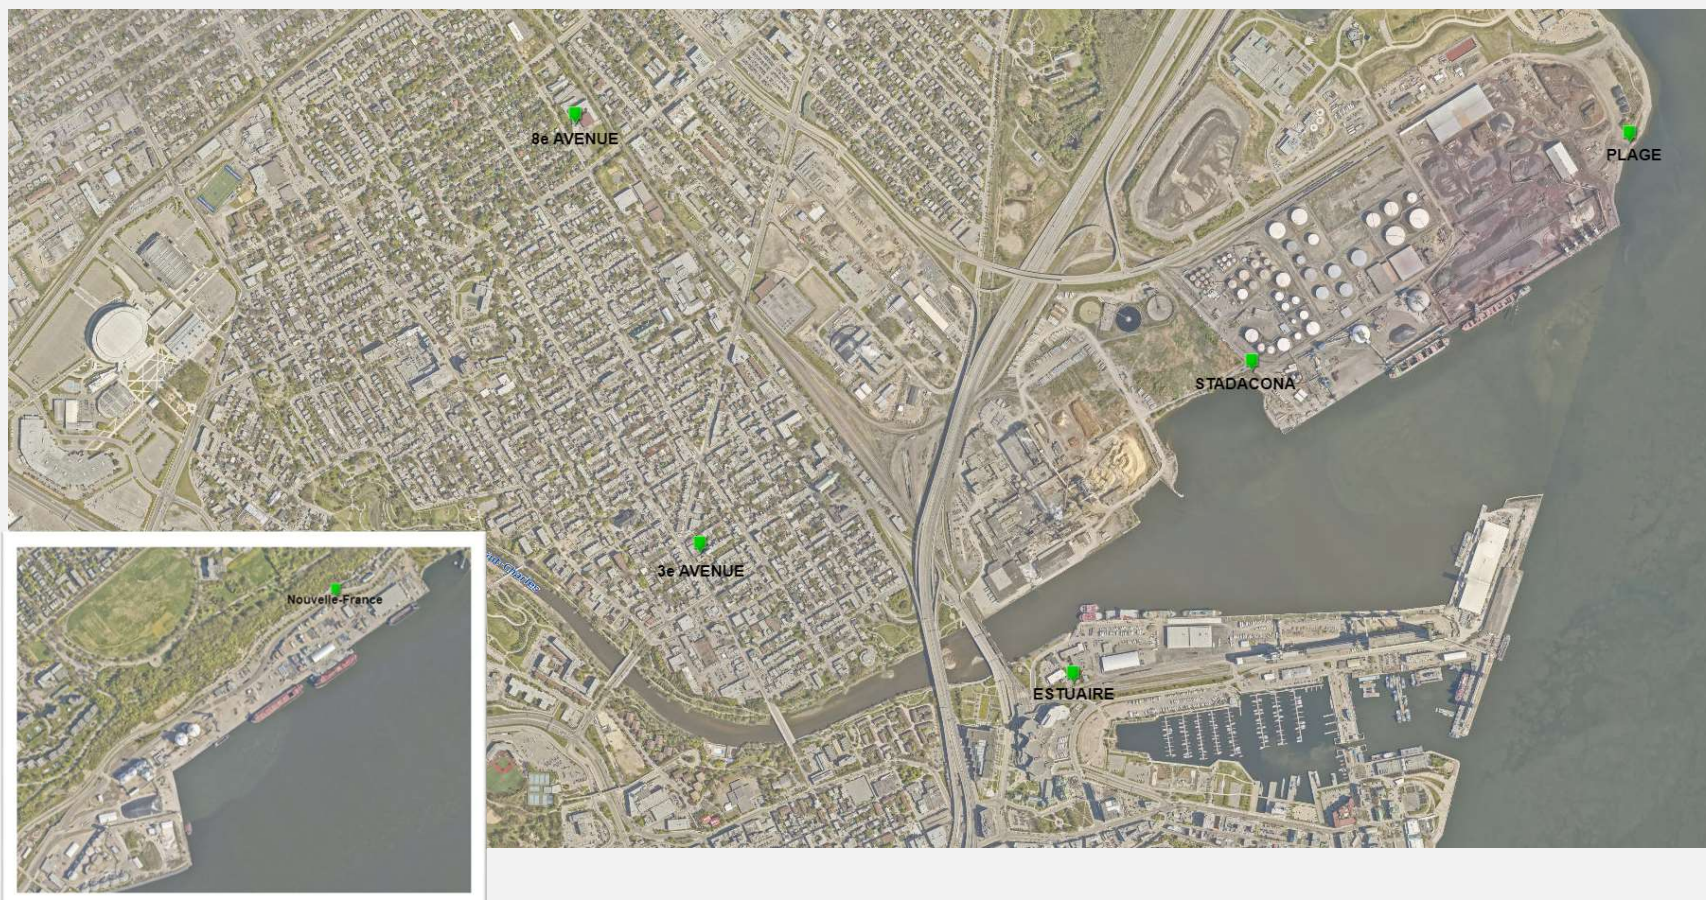 8e AVENUE
PLAGE
STADACONA
3e AVENUE
Nouvelle-France
ESTUAIRE